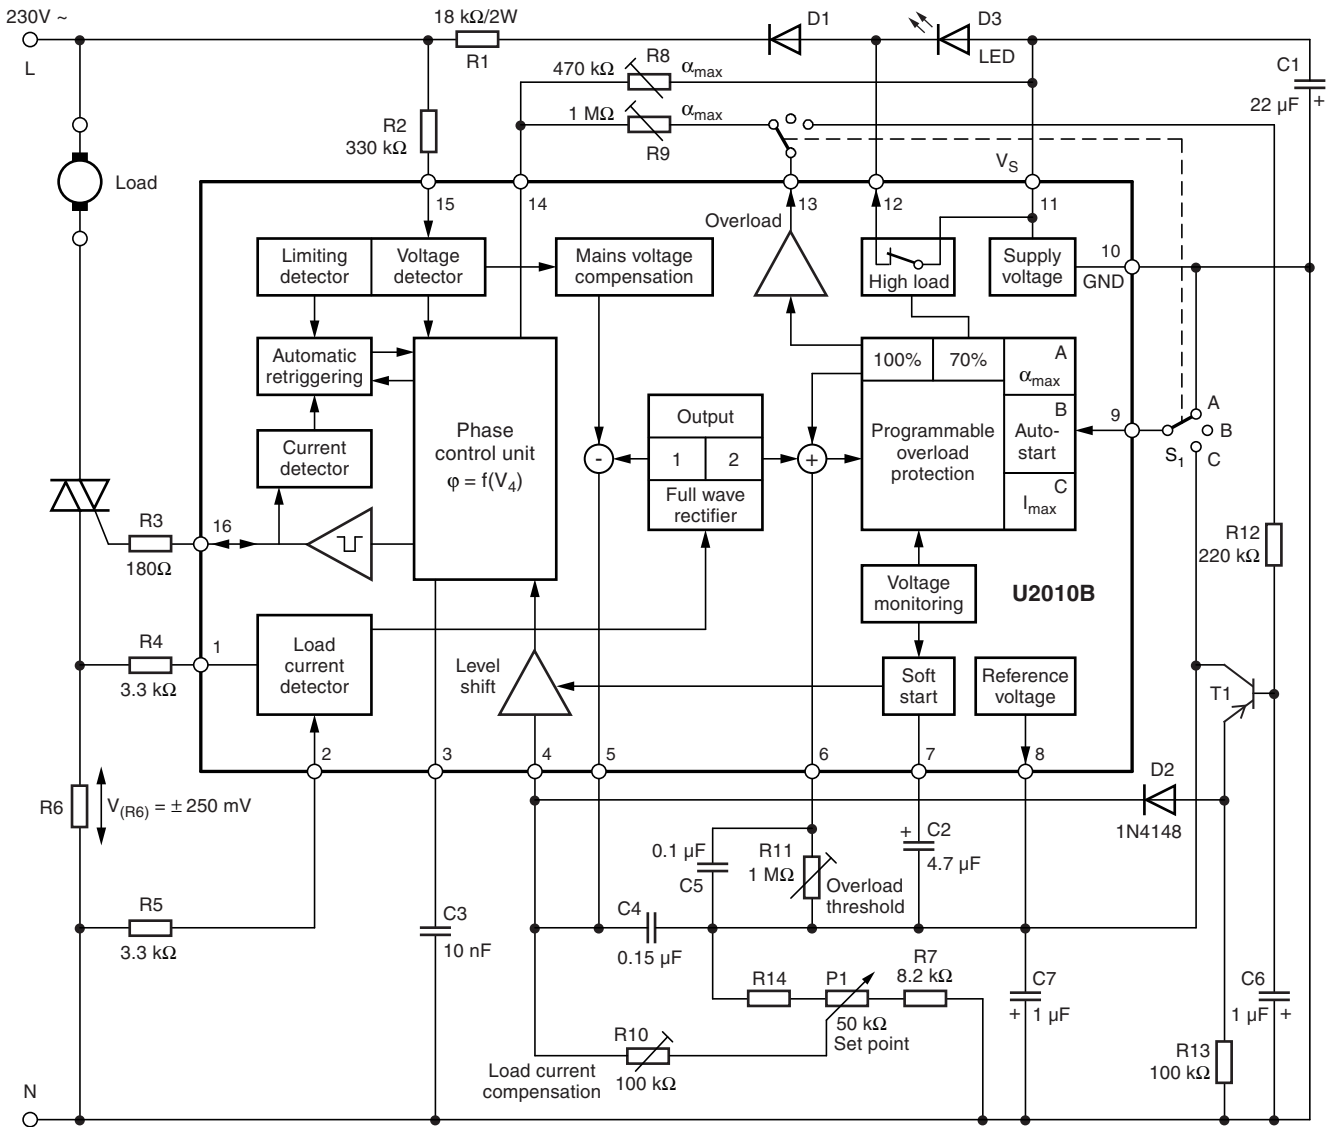 230V ~
L
18 kΩ/2W
R1
D1
D3
LED
C1
22 µF
+
470 kΩ
R8
αmax
1 MΩ
R9
αmax
R2
330 kΩ
Load
VS
15
14
13
12
11
10
GND
Overload
Limiting
detector
Voltage
detector
Mains voltage
compensation
High load
Supply
voltage
Automatic
retriggering
Phase
control unit
φ = f(V4)
Current
detector
Output
1
2
Full wave
rectifier
-
+
100%
70%
A
αmax
Programmable
overload
protection
B
Auto-
start
C
Imax
9
A
B
C
S1
R3
180Ω
16
R12
220 kΩ
Voltage
monitoring
U2010B
R4
3.3 kΩ
1
Load
current
detector
Level
shift
Soft
start
Reference
voltage
T1
2
3
4
5
6
7
8
R6
V(R6) = ± 250 mV
D2
1N4148
0.1 µF
C5
R11
1 MΩ
Overload
threshold
+
C2
4.7 µF
R5
3.3 kΩ
C3
10 nF
C4
0.15 µF
R14
P1
50 kΩ
Set point
R7
8.2 kΩ
C7
+
1 µF
C6
1 µF
+
R10
100 kΩ
Load current
compensation
R13
100 kΩ
N